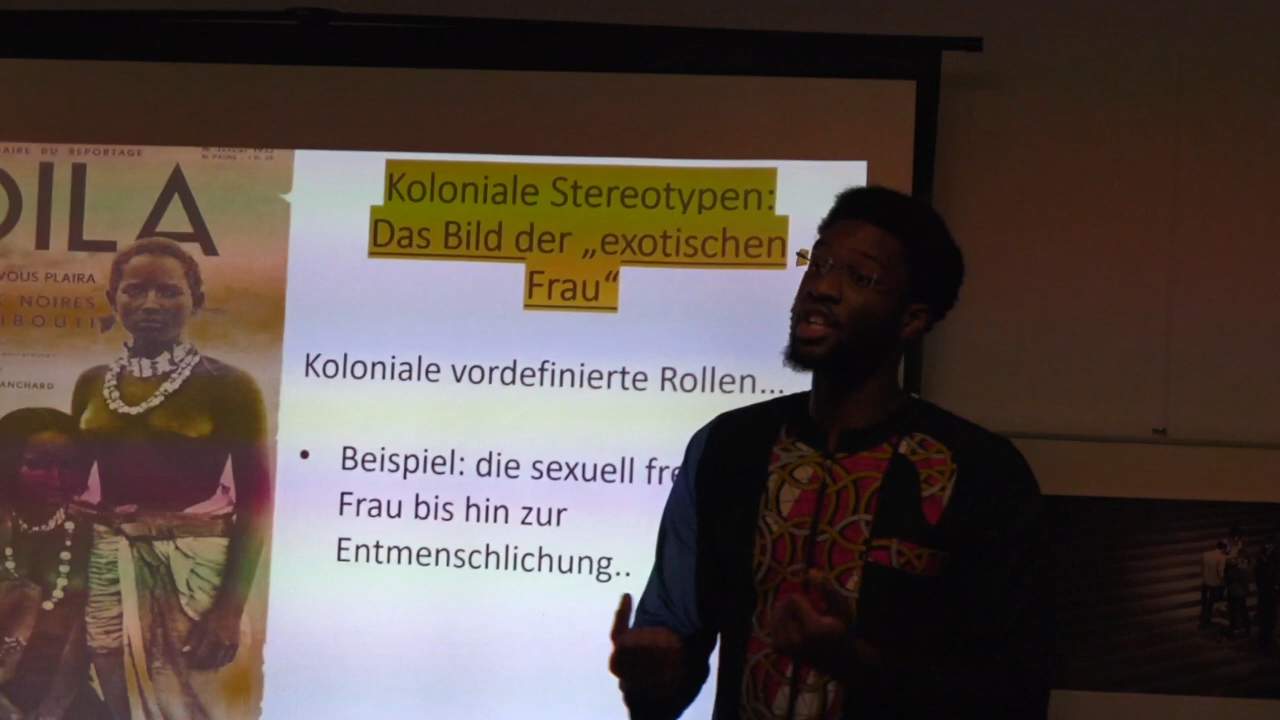 DILA
VOUS PLAIRA
NOIRES
ANCHARD
Koloniale Stereotypen:
Das Bild der „exotischen
Frau“
Koloniale vordefinierte Rollen...
• Beispiel: die sexuell fre
Frau bis hin zur
Entmenschlichung..